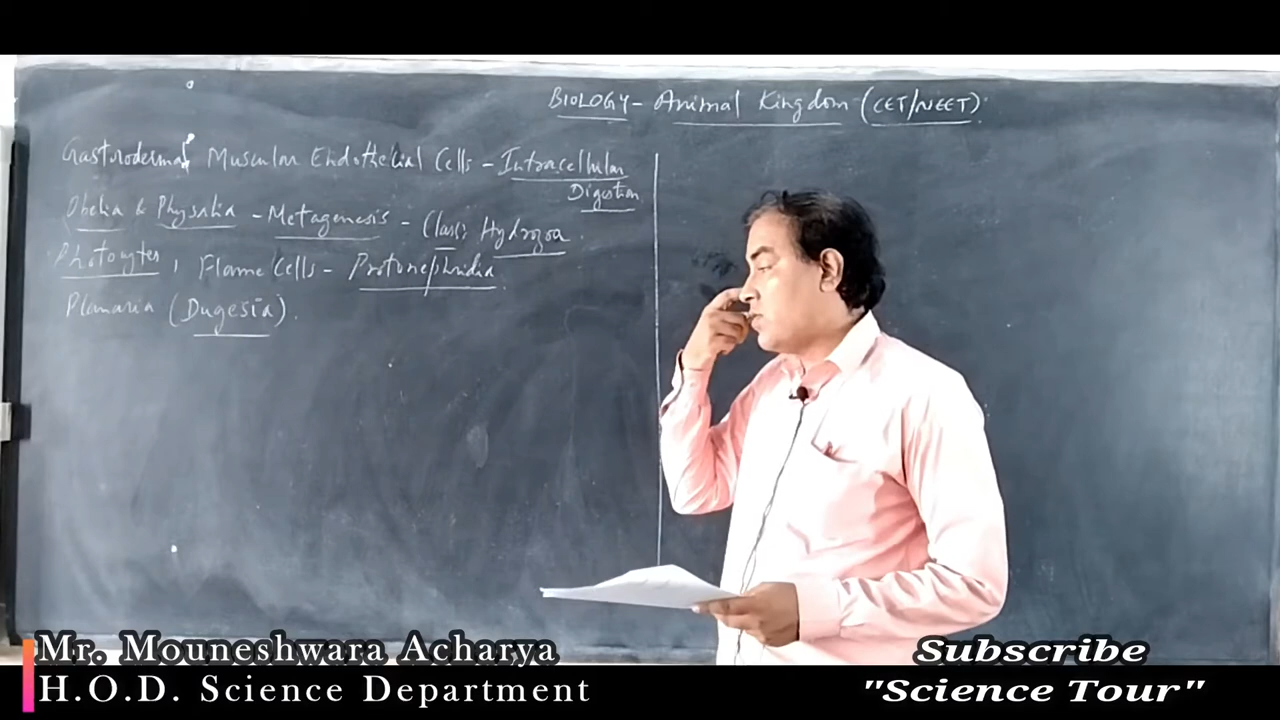 BIOLOGY - Animal Kingdom (CET/NEET)
Gastrodermal Muscular Endothelial Cells - Intracellular
Digestion
Obelia & Physalia - Metagenesis - Class: Hydrozoa.
Photocytes, Flame Cells - Protonephridia.
Planaria (Dugesia).
Mr. Mouneshwara Acharya
H.O.D. Science Department
Subscribe
"Science Tour"